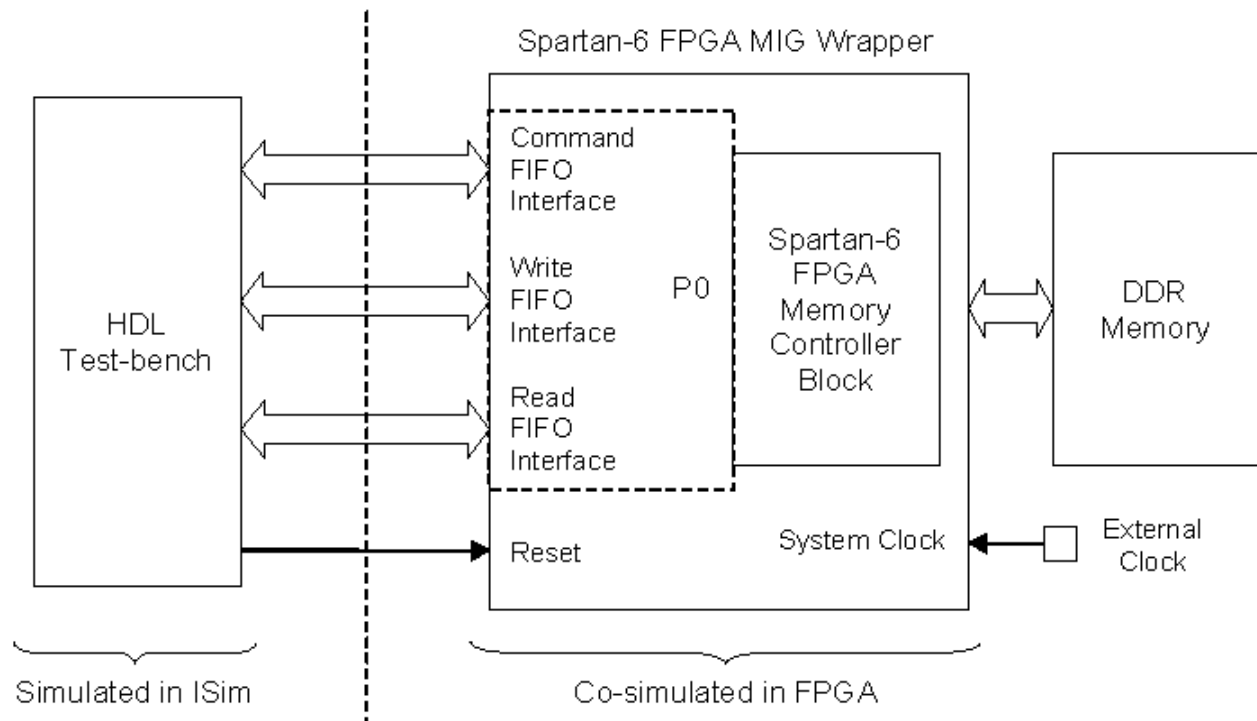 Spartan-6 FPGA MIG Wrapper
HDL
Test-bench
Command
FIFO
Interface
Write
FIFO
Interface
Read
FIFO
Interface
P0
Spartan-6
FPGA
Memory
Controller
Block
DDR
Memory
Reset
System Clock
External
Clock
Simulated in ISim
Co-simulated in FPGA